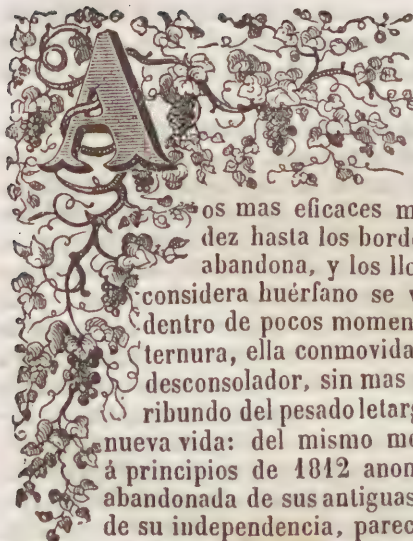 A
os mas eficaces m
dez hasta los bord
abandona, y los llo
considera huérfano se v
dentro de pocos momen
ternura, ella conmovida
desconsolador, sin mas
ribundo del pesado letarg
nueva vida: del mismo m
á principios de 1812 anon
abandonada de sus antiguas
de su independencia, parec